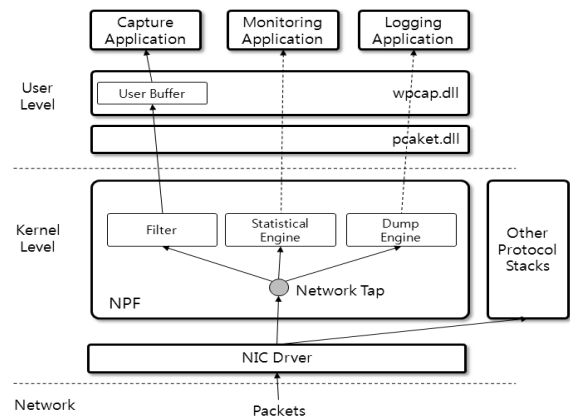 Capture
Application
Monitoring
Application
Logging
Application
User
Level
User Buffer
wpcap.dll
pcaket.dll
Kernel
Level
Filter
Statistical
Engine
Dump
Engine
Other
Protocol
Stacks
Network Tap
NPF
NIC Drver
Network
Packets